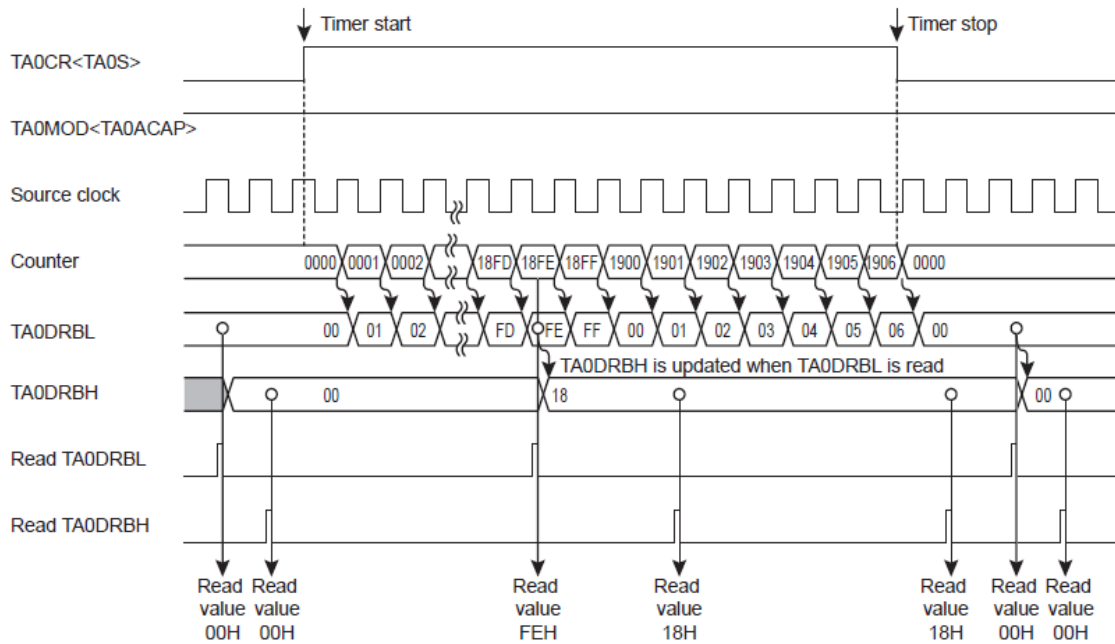 Timer start Timer stop
TA0CR<TA0S>
TA0MOD<TA0ACAP>
Source clock
Counter 0000 0001 0002 18FD 18FE 18FF 1900 1901 1902 1903 1904 1905 1906 0000
TA0DRBL 00 01 02 FD FE FF 00 01 02 03 04 05 06 00
TA0DRBH is updated when TA0DRBL is read
TA0DRBH 00 18 00
Read TA0DRBL
Read TA0DRBH
Read Read Read Read Read Read Read
value value value value value value value
00H 00H FEH 18H 18H 00H 00H